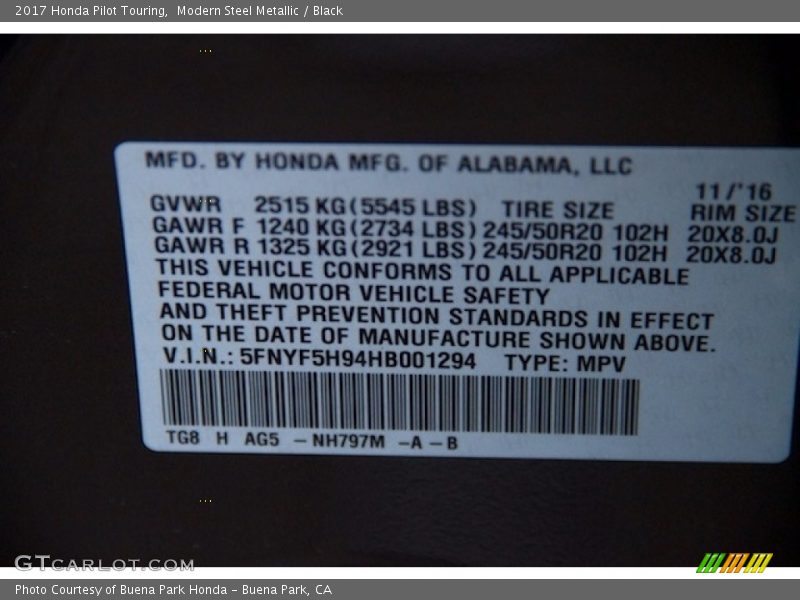 2017 Honda Pilot Touring, Modern Steel Metallic / Black
MFD. BY HONDA MFG. OF ALABAMA, LLC
11/'16
GVWR 2515 KG(5545 LBS) TIRE SIZE RIM SIZE
GAWR F 1240 KG(2734 LBS) 245/50R20 102H 20X8.0J
GAWR R 1325 KG(2921 LBS) 245/50R20 102H 20X8.0J
THIS VEHICLE CONFORMS TO ALL APPLICABLE
FEDERAL MOTOR VEHICLE SAFETY
AND THEFT PREVENTION STANDARDS IN EFFECT
ON THE DATE OF MANUFACTURE SHOWN ABOVE.
V.I.N.: 5FNYF5H94HB001294 TYPE: MPV
TG8 H AG5 -NH797M -A-B
GTCARLOT.COM
Photo Courtesy of Buena Park Honda - Buena Park, CA